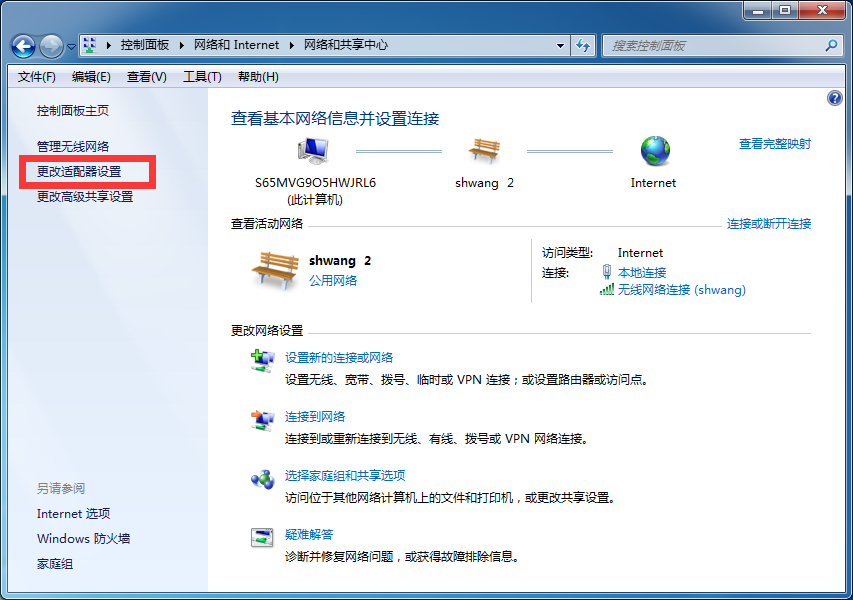 控制面板 网络和 Internet 网络和共享中心
搜索控制面板
文件(F) 编辑(E) 查看(V) 工具(T) 帮助(H)
控制面板主页
管理无线网络
更改适配器设置
更改高级共享设置
另请参阅
Internet 选项
Windows 防火墙
家庭组
查看基本网络信息并设置连接
查看完整映射
S65MVG9O5HWJRL6
(此计算机)
shwang 2
Internet
查看活动网络
连接或断开连接
shwang 2
公用网络
访问类型: Internet
连接: 本地连接
无线网络连接 (shwang)
更改网络设置
设置新的连接或网络
设置无线、宽带、拨号、临时或 VPN 连接；或设置路由器或访问点。
连接到网络
连接到或重新连接到无线、有线、拨号或 VPN 网络连接。
选择家庭组和共享选项
访问位于其他网络计算机上的文件和打印机，或更改共享设置。
疑难解答
诊断并修复网络问题，或获得故障排除信息。